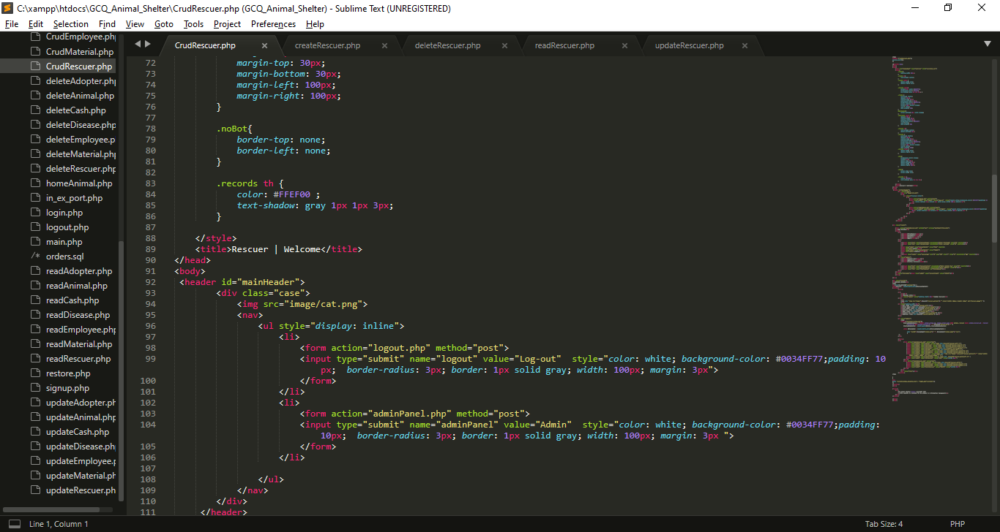 C:\xampp\htdocs\GCQ_Animal_Shelter\CrudRescuer.php (GCQ_Animal_Shelter) - Sublime Text (UNREGISTERED)
File Edit Selection Find View Goto Tools Project Preferences Help
CrudEmployee.php
CrudMaterial.php
CrudRescuer.php
deleteAdopter.php
deleteAnimal.php
deleteCash.php
deleteDisease.php
deleteEmployee.p
deleteMaterial.php
deleteRescuer.php
homeAnimal.php
in_ex_port.php
login.php
logout.php
main.php
/* orders.sql
readAdopter.php
readAnimal.php
readCash.php
readDisease.php
readEmployee.php
readMaterial.php
readRescuer.php
restore.php
signup.php
updateAdopter.ph
updateAnimal.php
updateCash.php
updateDisease.php
updateEmployee.p
updateMaterial.ph
updateRescuer.ph
CrudRescuer.php createRescuer.php deleteRescuer.php readRescuer.php updateRescuer.php
72 margin-top: 30px;
73 margin-bottom: 30px;
74 margin-left: 100px;
75 margin-right: 100px;
76 }
77
78 .noBot{
79 border-top: none;
80 border-left: none;
81 }
82
83 .records th {
84 color: #FFEF00 ;
85 text-shadow: gray 1px 1px 3px;
86 }
87
88 </style>
89 <title>Rescuer | Welcome</title>
90 </head>
91 <body>
92 <header id="mainHeader">
93 <div class="case">
94 <img src="image/cat.png">
95 <nav>
96 <ul style="display: inline">
97 <li>
98 <form action="logout.php" method="post">
99 <input type="submit" name="logout" value="Log-out"  style="color: white; background-color: #0034FF77;padding: 10
px;  border-radius: 3px; border: 1px solid gray; width: 100px; margin: 3px">
100 </form>
101 </li>
102 <li>
103 <form action="adminPanel.php" method="post">
104 <input type="submit" name="adminPanel" value="Admin"  style="color: white; background-color: #0034FF77;padding:
10px;  border-radius: 3px; border: 1px solid gray; width: 100px; margin: 3px ">
105 </form>
106 </li>
107
108 </ul>
109 </nav>
110 </div>
111 </header>
Line 1, Column 1 Tab Size: 4 PHP